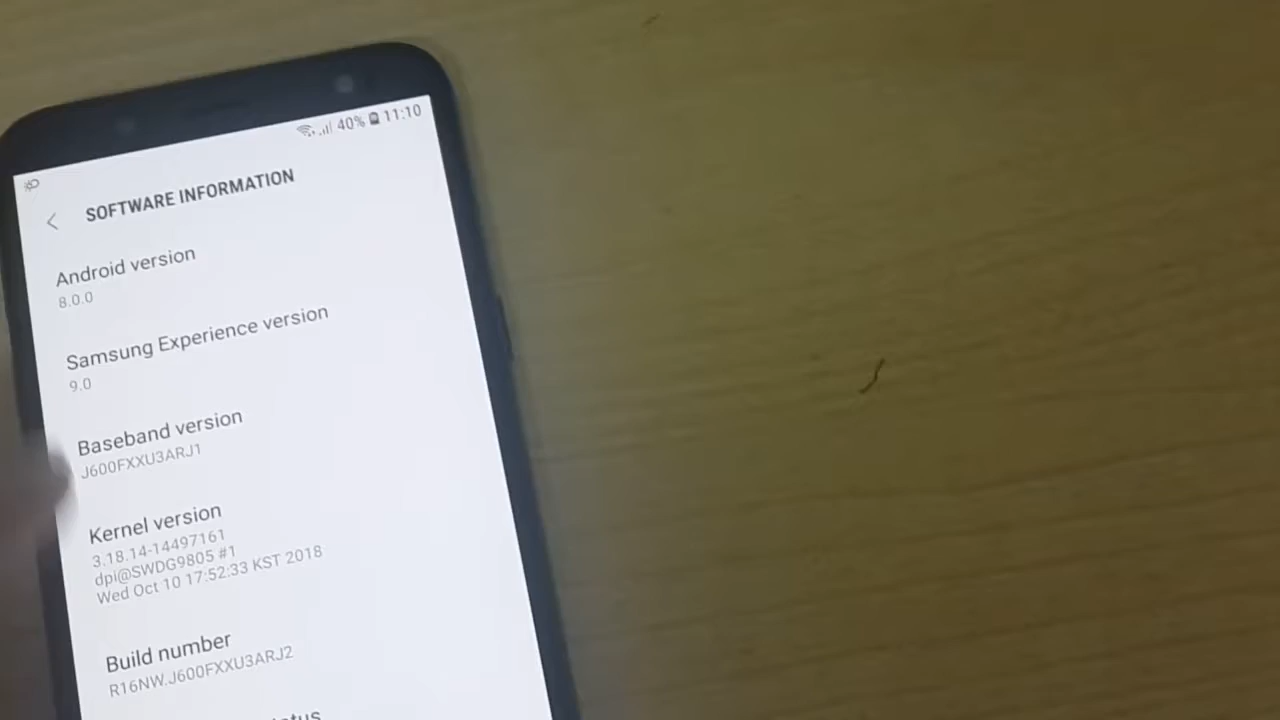 40% 11:10
SOFTWARE INFORMATION
Android version
8.0.0
Samsung Experience version
9.0
Baseband version
J600FXXU3ARJ1
Kernel version
3.18.14-14497161
dpi@SWDG9805 #1
Wed Oct 10 17:52:33 KST 2018
Build number
R16NW.J600FXXU3ARJ2